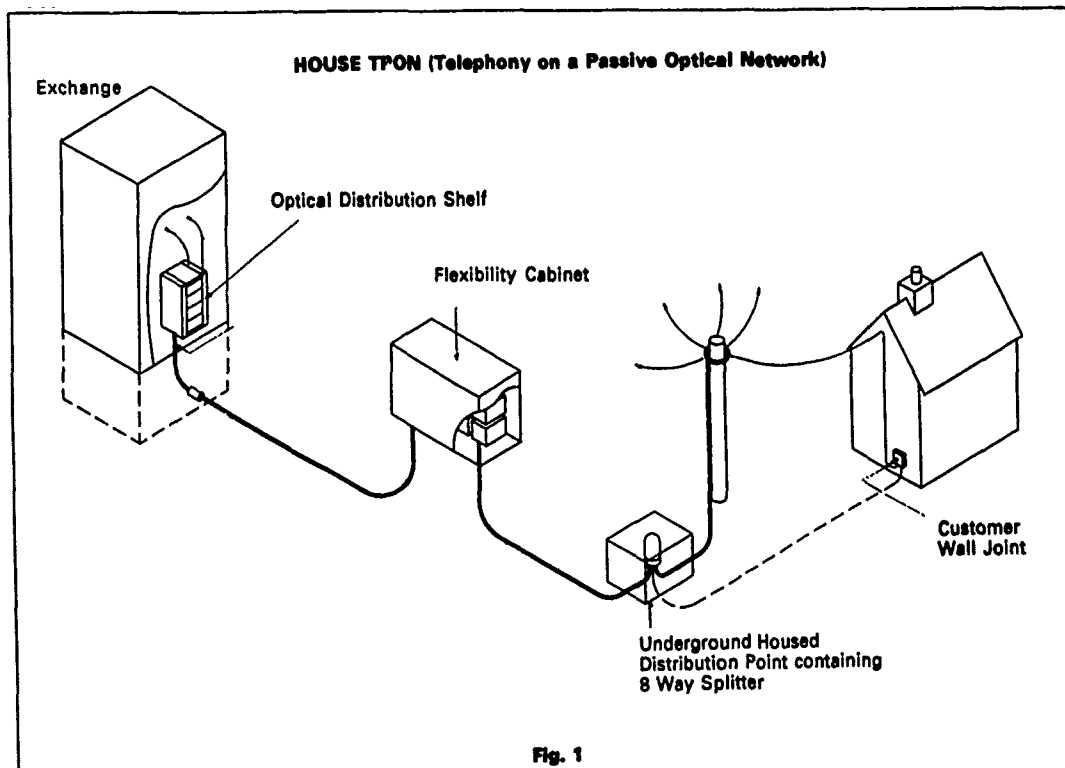 HOUSE TPON (Telephony on a Passive Optical Network)
Exchange
Optical Distribution Shelf
Flexibility Cabinet
Customer
Wall Joint
Underground Housed
Distribution Point containing
8 Way Splitter
Fig. 1